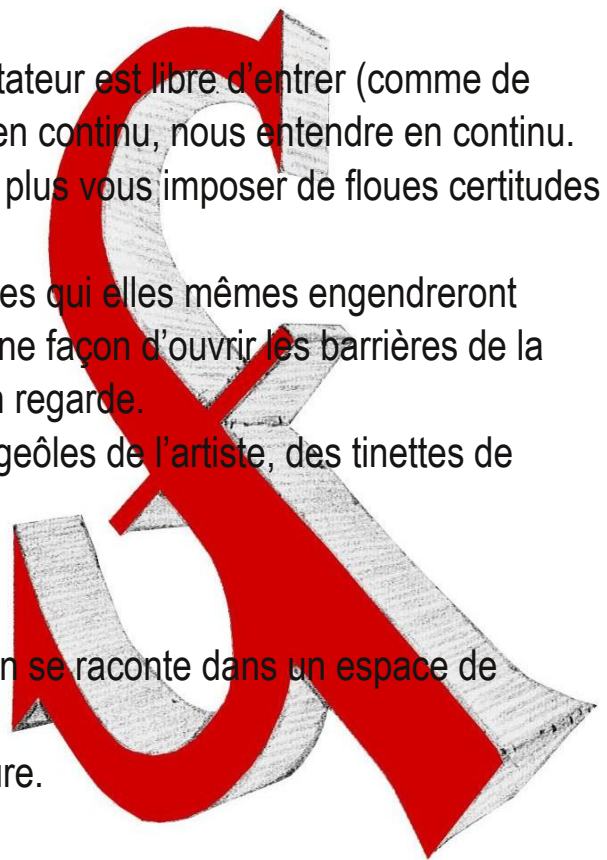 tateur est libre d’entrer (comme de
en continu, nous entendre en continu.
plus vous imposer de floues certitudes
es qui elles mêmes engendreront
ne façon d’ouvrir les barrières de la
regarde.
geôles de l’artiste, des tinettes de
n se raconte dans un espace de
ure.